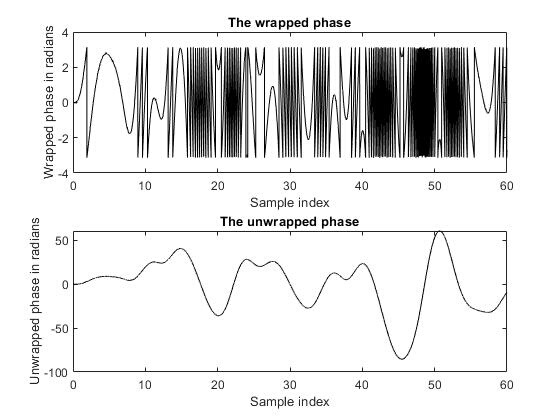 The wrapped phase
Wrapped phase in radians
4
2
0
-2
-4
0 10 20 30 40 50 60
Sample index
The unwrapped phase
Unwrapped phase in radians
50
0
-50
-100
0 10 20 30 40 50 60
Sample index